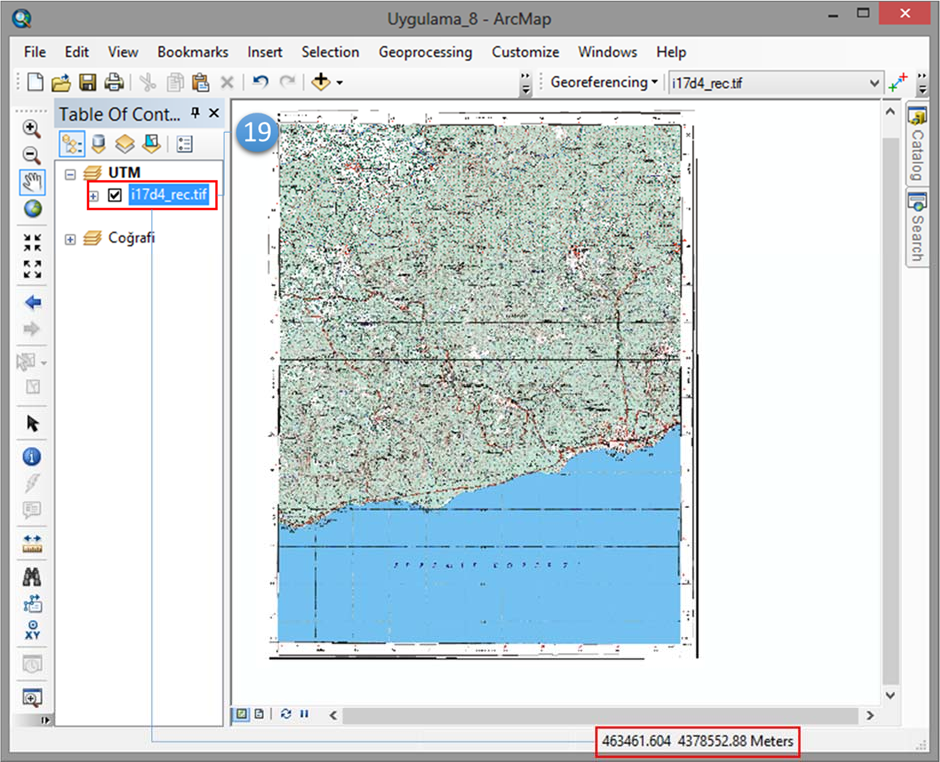 Uygulama_8 - ArcMap
File Edit View Bookmarks Insert Selection Geoprocessing Customize Windows Help
Georeferencing i17d4_rec.tif
Table Of Cont...
19
Catalog
UTM
i17d4_rec.tif
Search
Coğrafi
XY
463461.604 4378552.88 Meters